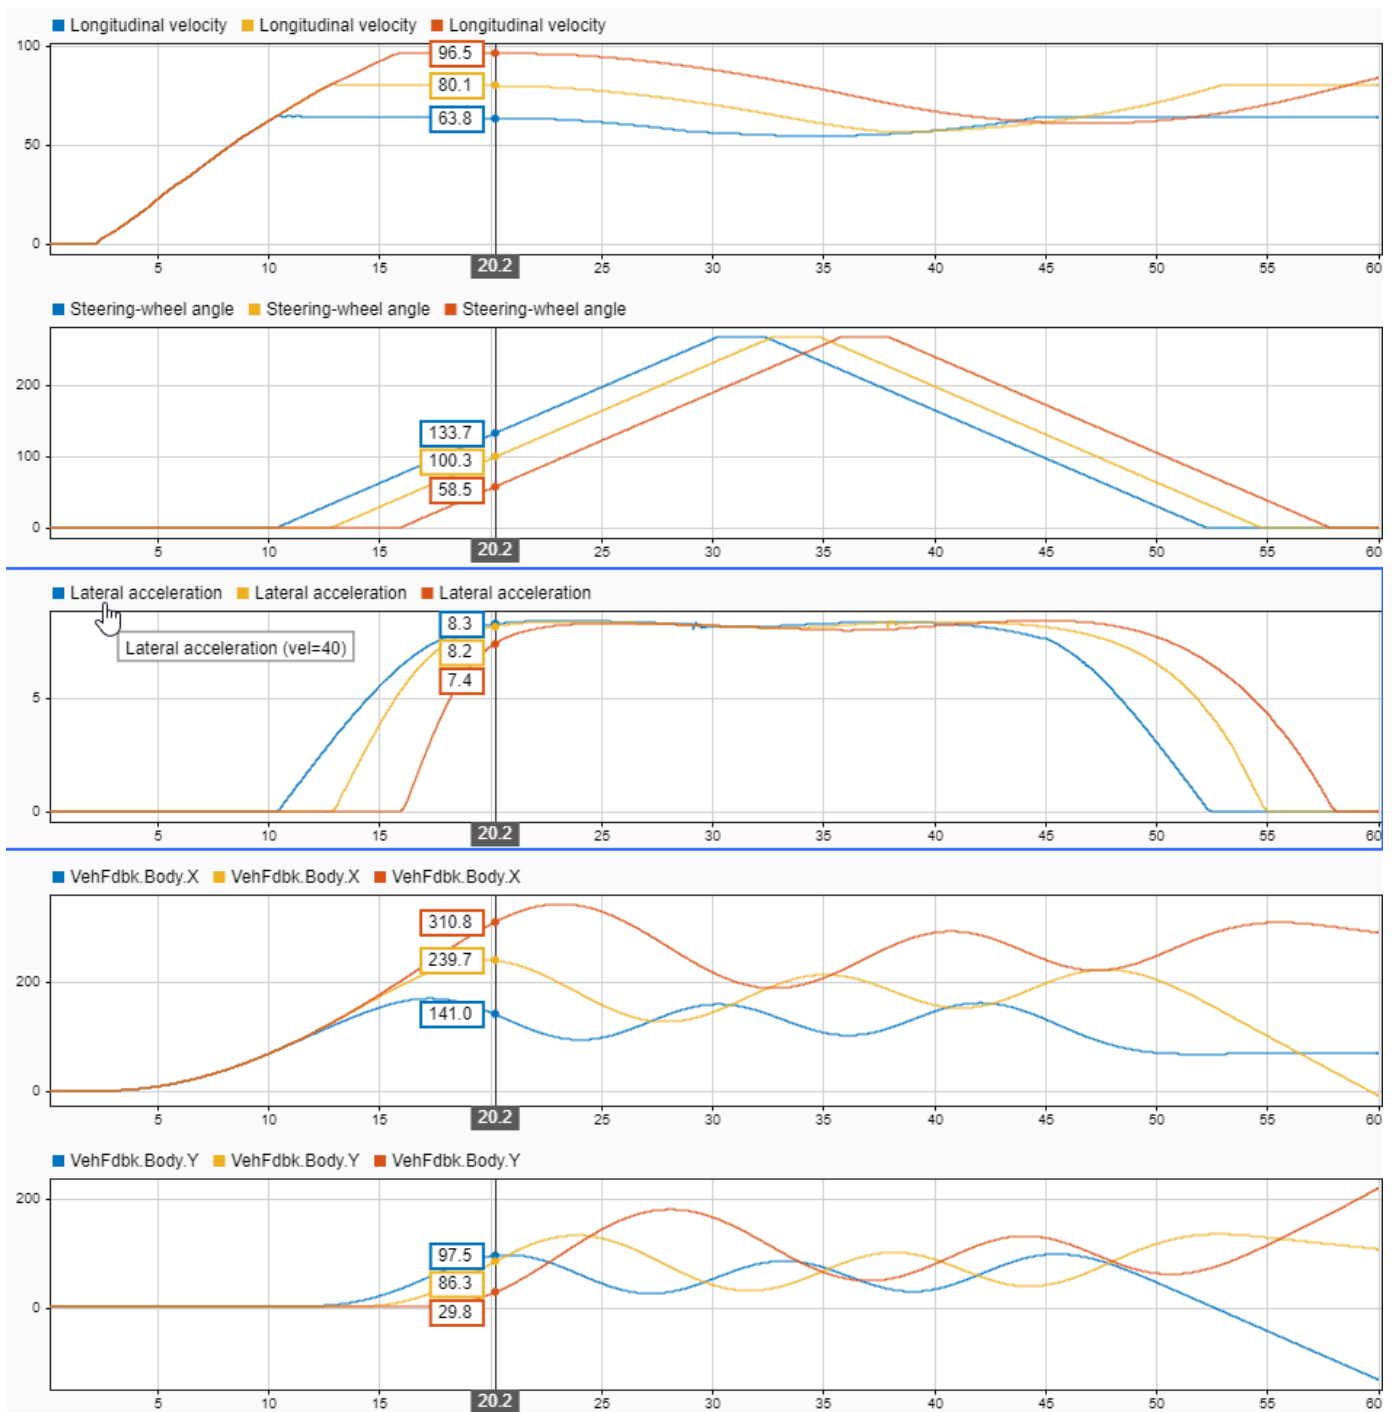 Longitudinal velocity Longitudinal velocity Longitudinal velocity
100
96.5
80.1
63.8
50
0
5 10 15 20.2 25 30 35 40 45 50 55 60
Steering-wheel angle Steering-wheel angle Steering-wheel angle
200
133.7
100
100.3
58.5
0
5 10 15 20.2 25 30 35 40 45 50 55 60
Lateral acceleration Lateral acceleration Lateral acceleration
8.3
Lateral acceleration (vel=40)
8.2
7.4
5
0
5 10 15 20.2 25 30 35 40 45 50 55 60
VehFdbk.Body.X VehFdbk.Body.X VehFdbk.Body.X
310.8
239.7
200
141.0
0
5 10 15 20.2 25 30 35 40 45 50 55 60
VehFdbk.Body.Y VehFdbk.Body.Y VehFdbk.Body.Y
200
97.5
86.3
29.8
0
5 10 15 20.2 25 30 35 40 45 50 55 60